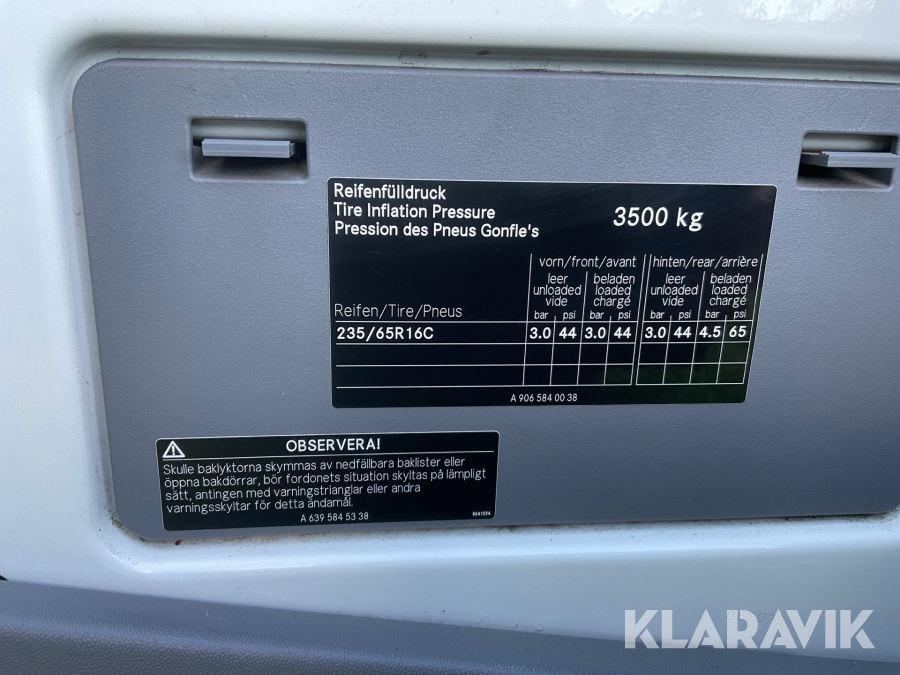 Reifenfülldruck
Tire Inflation Pressure
Pression des Pneus Gonfle's
3500 kg
vorn/front/avant hinten/rear/arrière
leer beladen leer beladen
unloaded loaded unloaded loaded
vide chargé vide chargé
Reifen/Tire/Pneus bar psi bar psi bar psi bar psi
235/65R16C 3.0 44 3.0 44 3.0 44 4.5 65
A 906 584 00 38
OBSERVERA!
Skulle baklyktorna skymmas av nedfällbara baklister eller
öppna bakdörrar, bör fordonets situation skyltas på lämpligt
sätt, antingen med varningstrianglar eller andra
varningsskyltar för detta ändamål.
A 639 584 53 38
KLARAVIK